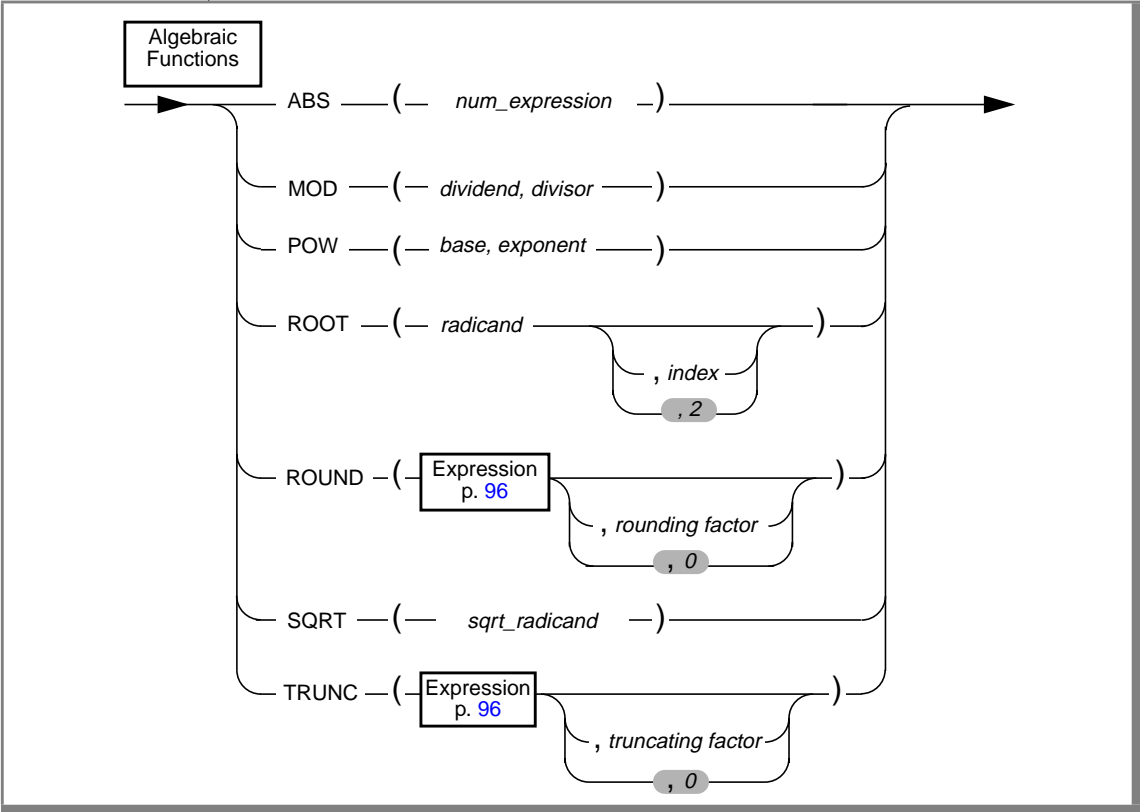 Algebraic
Functions
ABS ( num_expression )
MOD ( dividend, divisor )
POW ( base, exponent )
ROOT ( radicand )
, index
, 2
ROUND ( Expression )
p. 96
, rounding factor
, 0
SQRT ( sqrt_radicand )
TRUNC ( Expression )
p. 96
, truncating factor
, 0